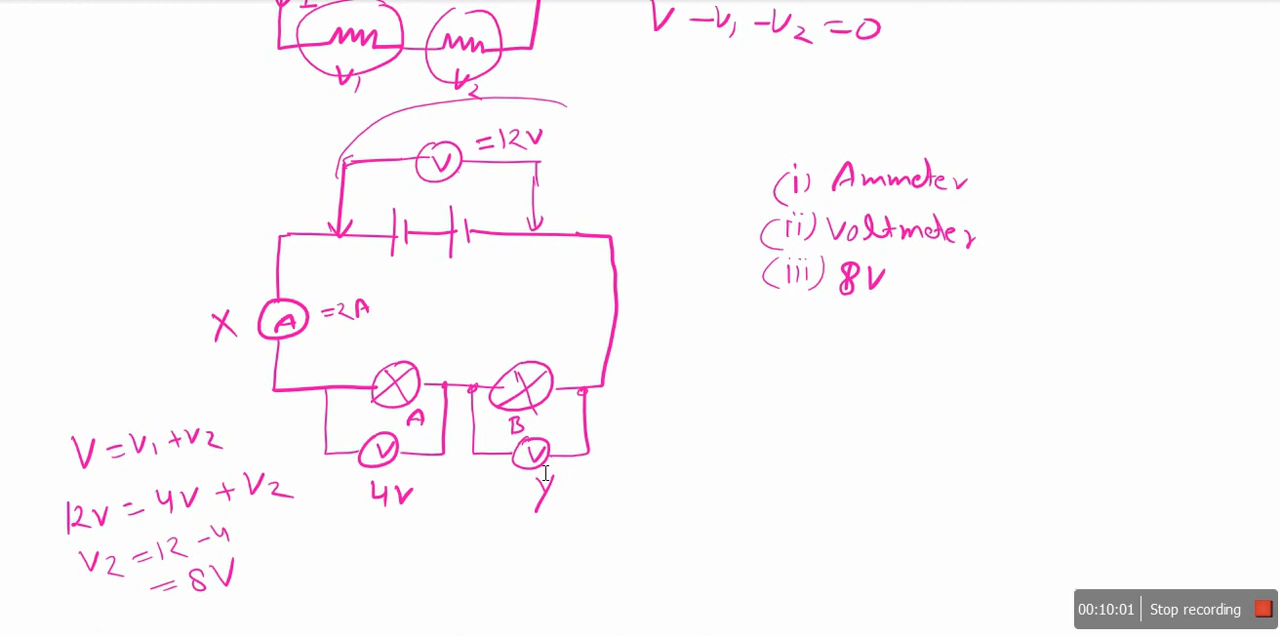 V - V1 - V2 = 0
V1
V2
V = 12V
(i) Ammeter
(ii) Voltmeter
(iii) 8V
X A = 2A
A
B
V
V
4V
y
V = V1 + V2
12V = 4V + V2
V2 = 12 - 4
= 8V
00:10:01 Stop recording